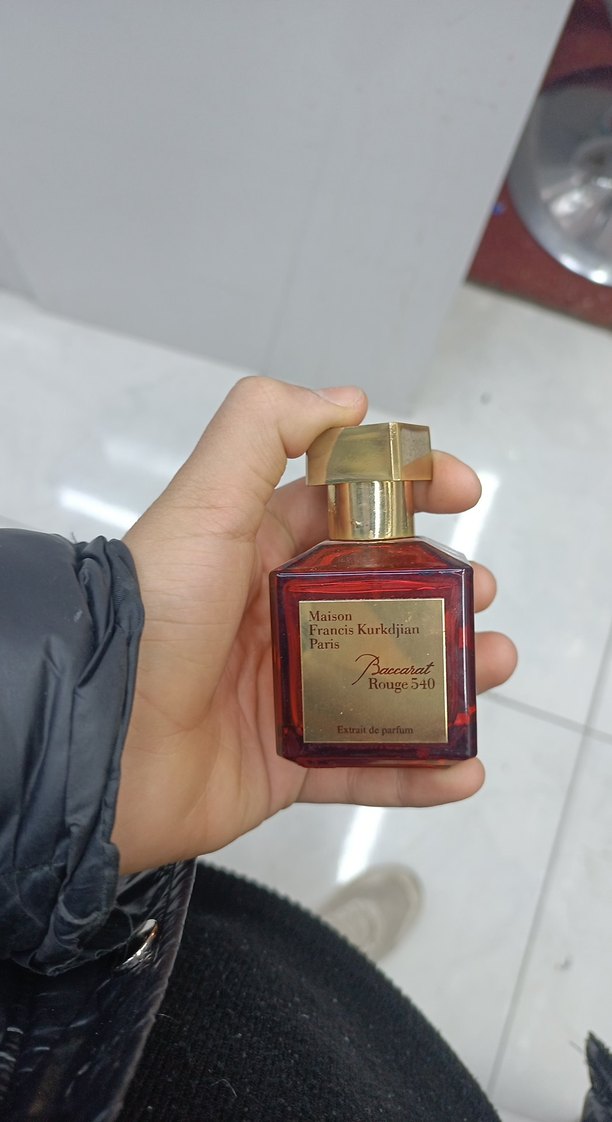 Maison
Francis Kurkdjian
Paris
Baccarat
Rouge 540
Extrait de parfum